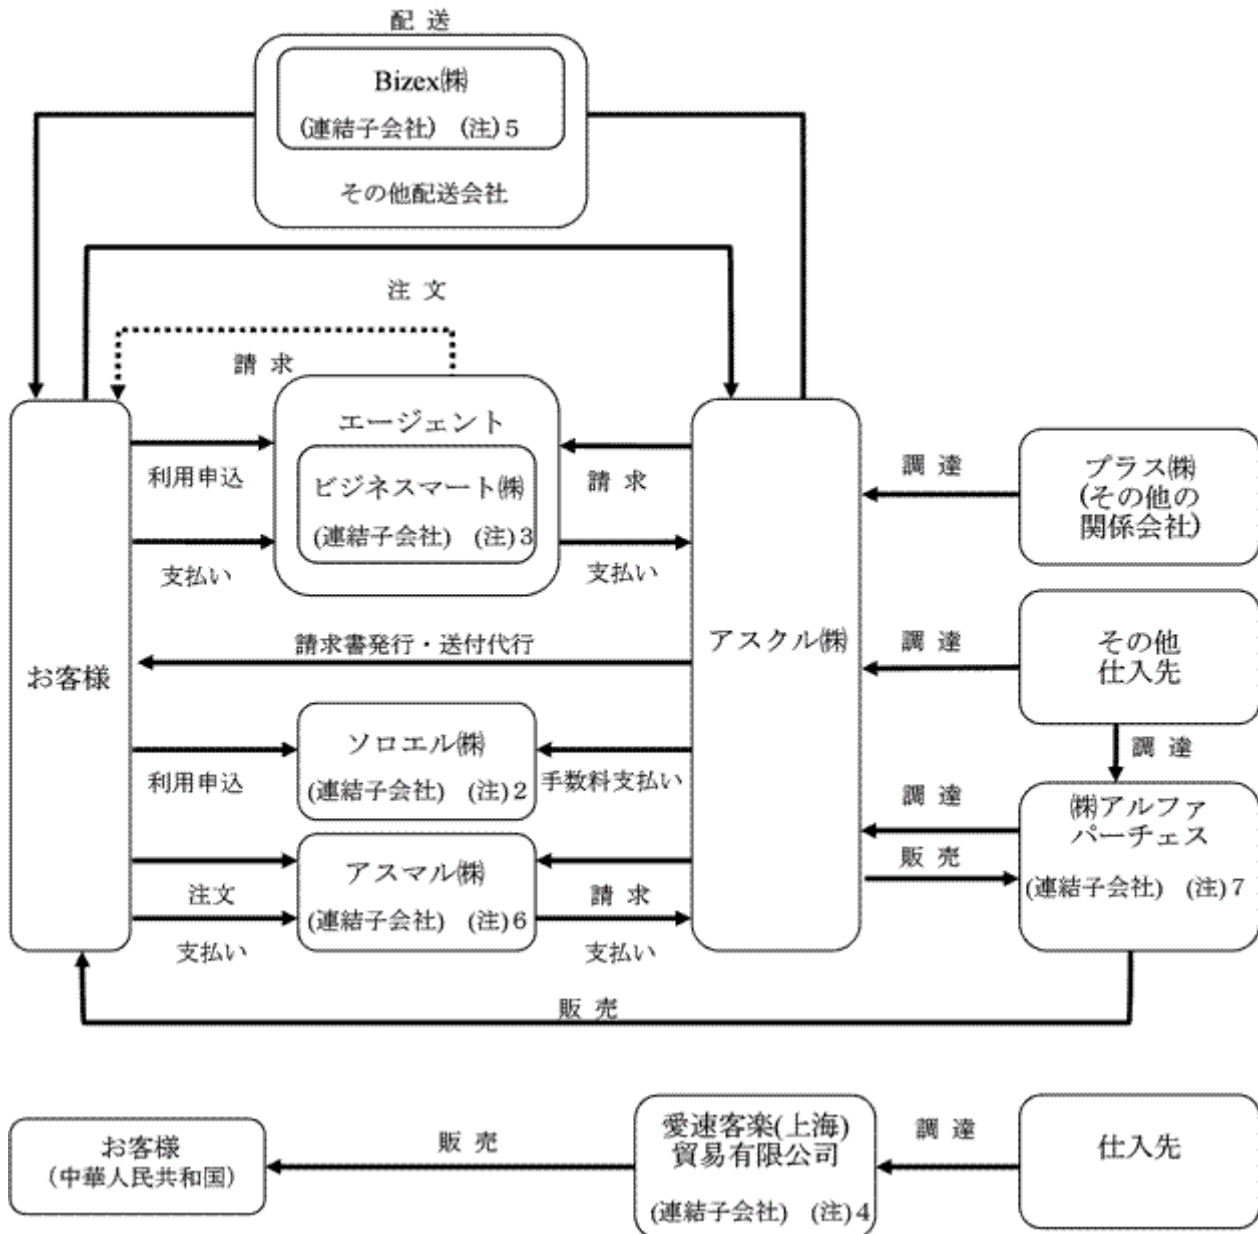 配 送
Bizex㈱
(連結子会社) (注)5
その他配送会社
注 文
請 求
エージェント
ビジネスマート㈱
(連結子会社) (注)3
利用申込
支払い
請 求
支払い
請求書発行・送付代行
お客様
アスクル㈱
ソロエル㈱
(連結子会社) (注)2
利用申込
手数料支払い
アスマル㈱
(連結子会社) (注)6
注文
支払い
請 求
支払い
調 達
プラス㈱
(その他の
関係会社)
調 達
その他
仕入先
調 達
調 達
販 売
㈱アルファ
パーチェス
(連結子会社) (注)7
販 売
お客様
(中華人民共和国)
販 売
愛速客楽(上海)
貿易有限公司
(連結子会社) (注)4
調 達
仕入先